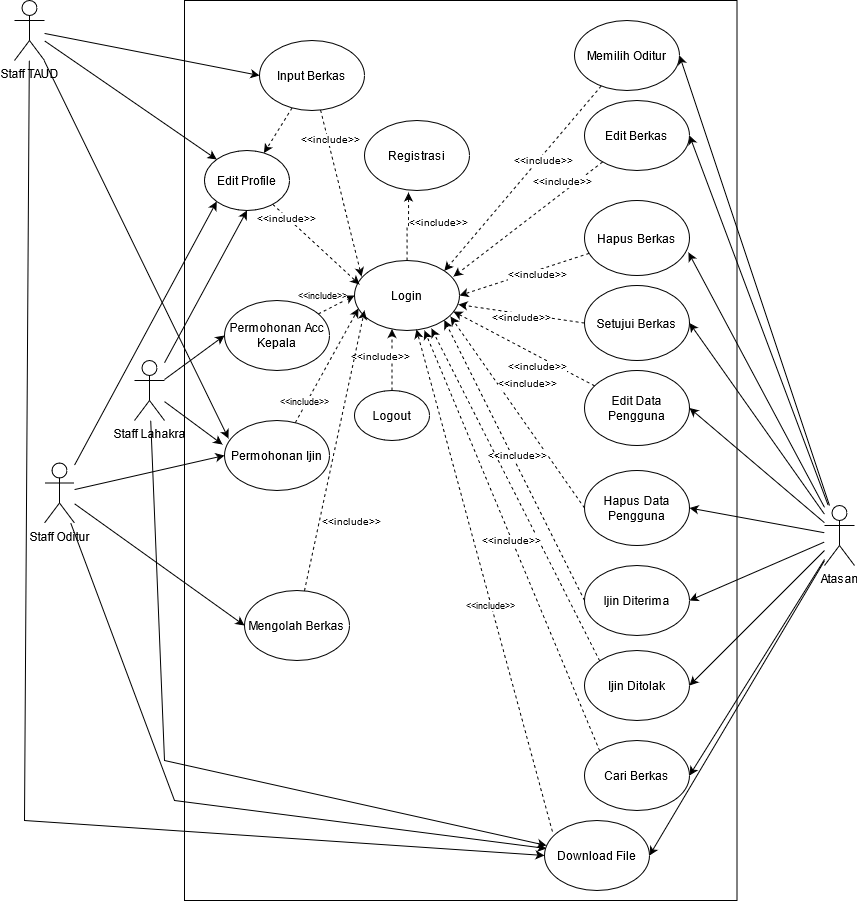 Staff TAUD
Input Berkas
Memilih Oditur
Edit Berkas
<<include>>
Registrasi
<<include>>
Edit Profile
<<include>>
<<include>>
<<include>>
Hapus Berkas
<<include>>
Login
<<include>>
<<include>>
Permohonan Acc
Kepala
Setujui Berkas
<<include>>
<<include>>
<<include>>
<<include>>
Edit Data
Pengguna
<<include>>
Logout
Staff Lahakra
Permohonan Ijin
<<include>>
Hapus Data
Pengguna
<<include>>
Staff Oditur
<<include>>
Atasan
Ijin Diterima
<<include>>
Mengolah Berkas
Ijin Ditolak
Cari Berkas
Download File